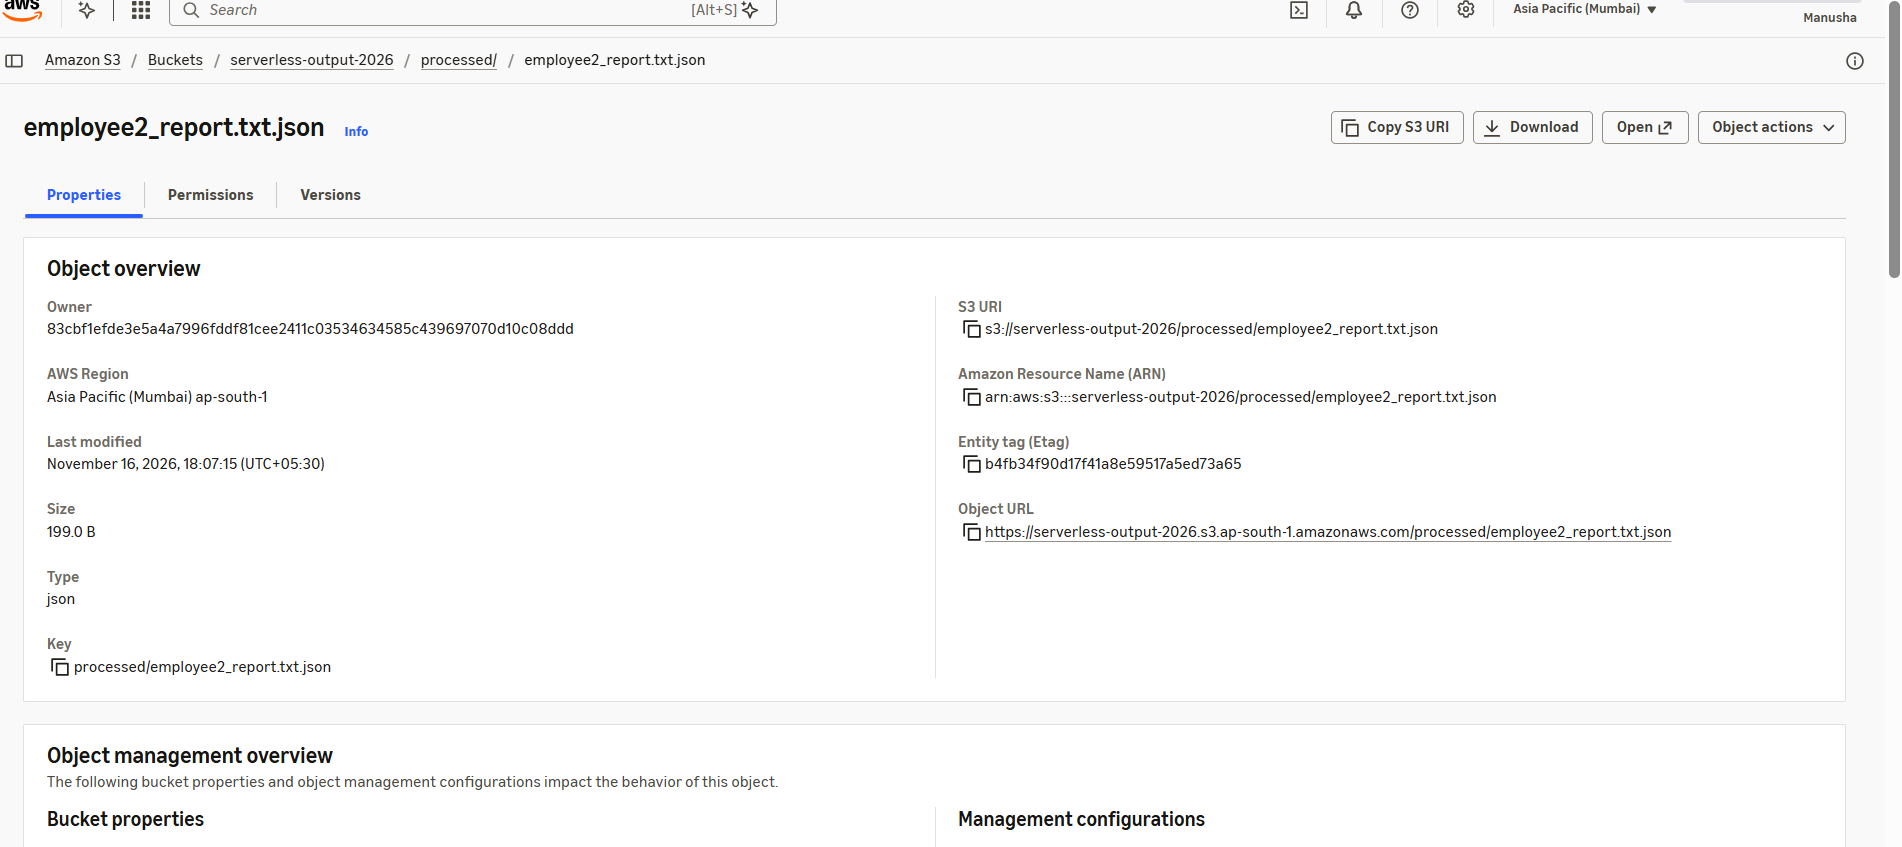 aws
Search [Alt+S]
Asia Pacific (Mumbai)
Manusha
Amazon S3 / Buckets / serverless-output-2026 / processed/ / employee2_report.txt.json
employee2_report.txt.json Info
Copy S3 URI Download Open Object actions
Properties Permissions Versions
Object overview
Owner
83cbf1efde3e5a4a7996fddf81cee2411c03534634585c439697070d10c08ddd
AWS Region
Asia Pacific (Mumbai) ap-south-1
Last modified
November 16, 2026, 18:07:15 (UTC+05:30)
Size
199.0 B
Type
json
Key
processed/employee2_report.txt.json
S3 URI
s3://serverless-output-2026/processed/employee2_report.txt.json
Amazon Resource Name (ARN)
arn:aws:s3:::serverless-output-2026/processed/employee2_report.txt.json
Entity tag (Etag)
b4fb34f90d17f41a8e59517a5ed73a65
Object URL
https://serverless-output-2026.s3.ap-south-1.amazonaws.com/processed/employee2_report.txt.json
Object management overview
The following bucket properties and object management configurations impact the behavior of this object.
Bucket properties
Management configurations